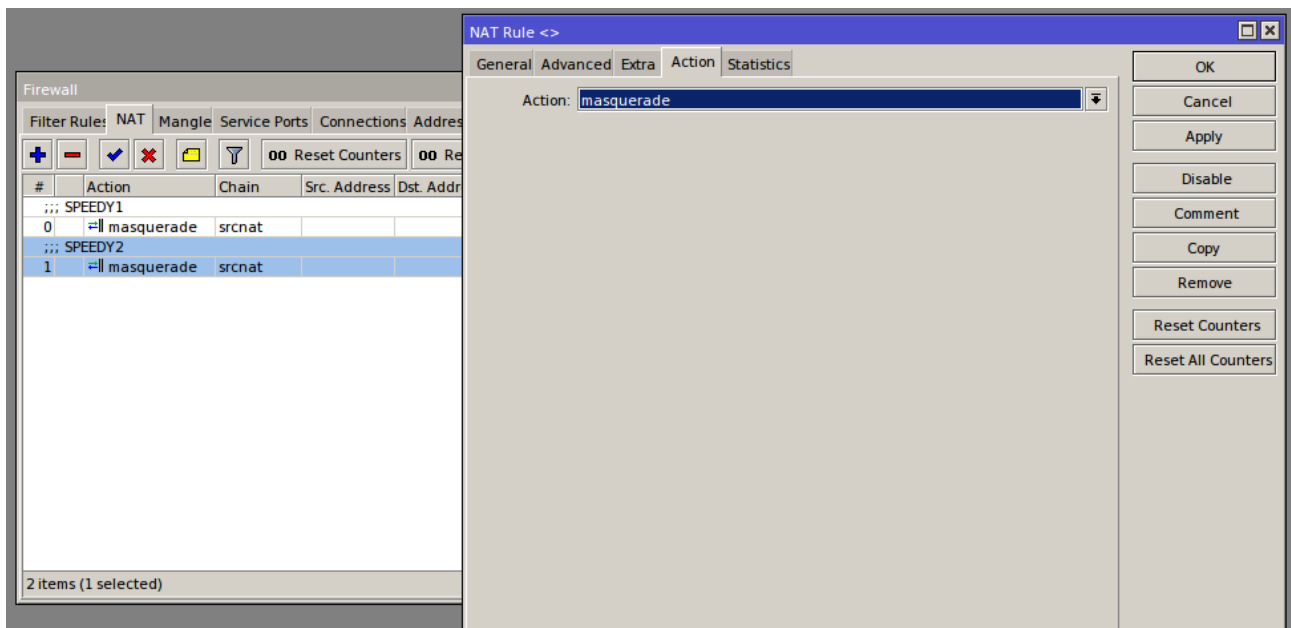 NAT Rule <>
General Advanced Extra Action Statistics
Action: masquerade
OK
Cancel
Apply
Disable
Comment
Copy
Remove
Reset Counters
Reset All Counters
Firewall
Filter Rules NAT Mangle Service Ports Connections Addres
00 Reset Counters 00 Re
# Action Chain Src. Address Dst. Addr
;;; SPEEDY1
0 masquerade srcnat
;;; SPEEDY2
1 masquerade srcnat
2 items (1 selected)